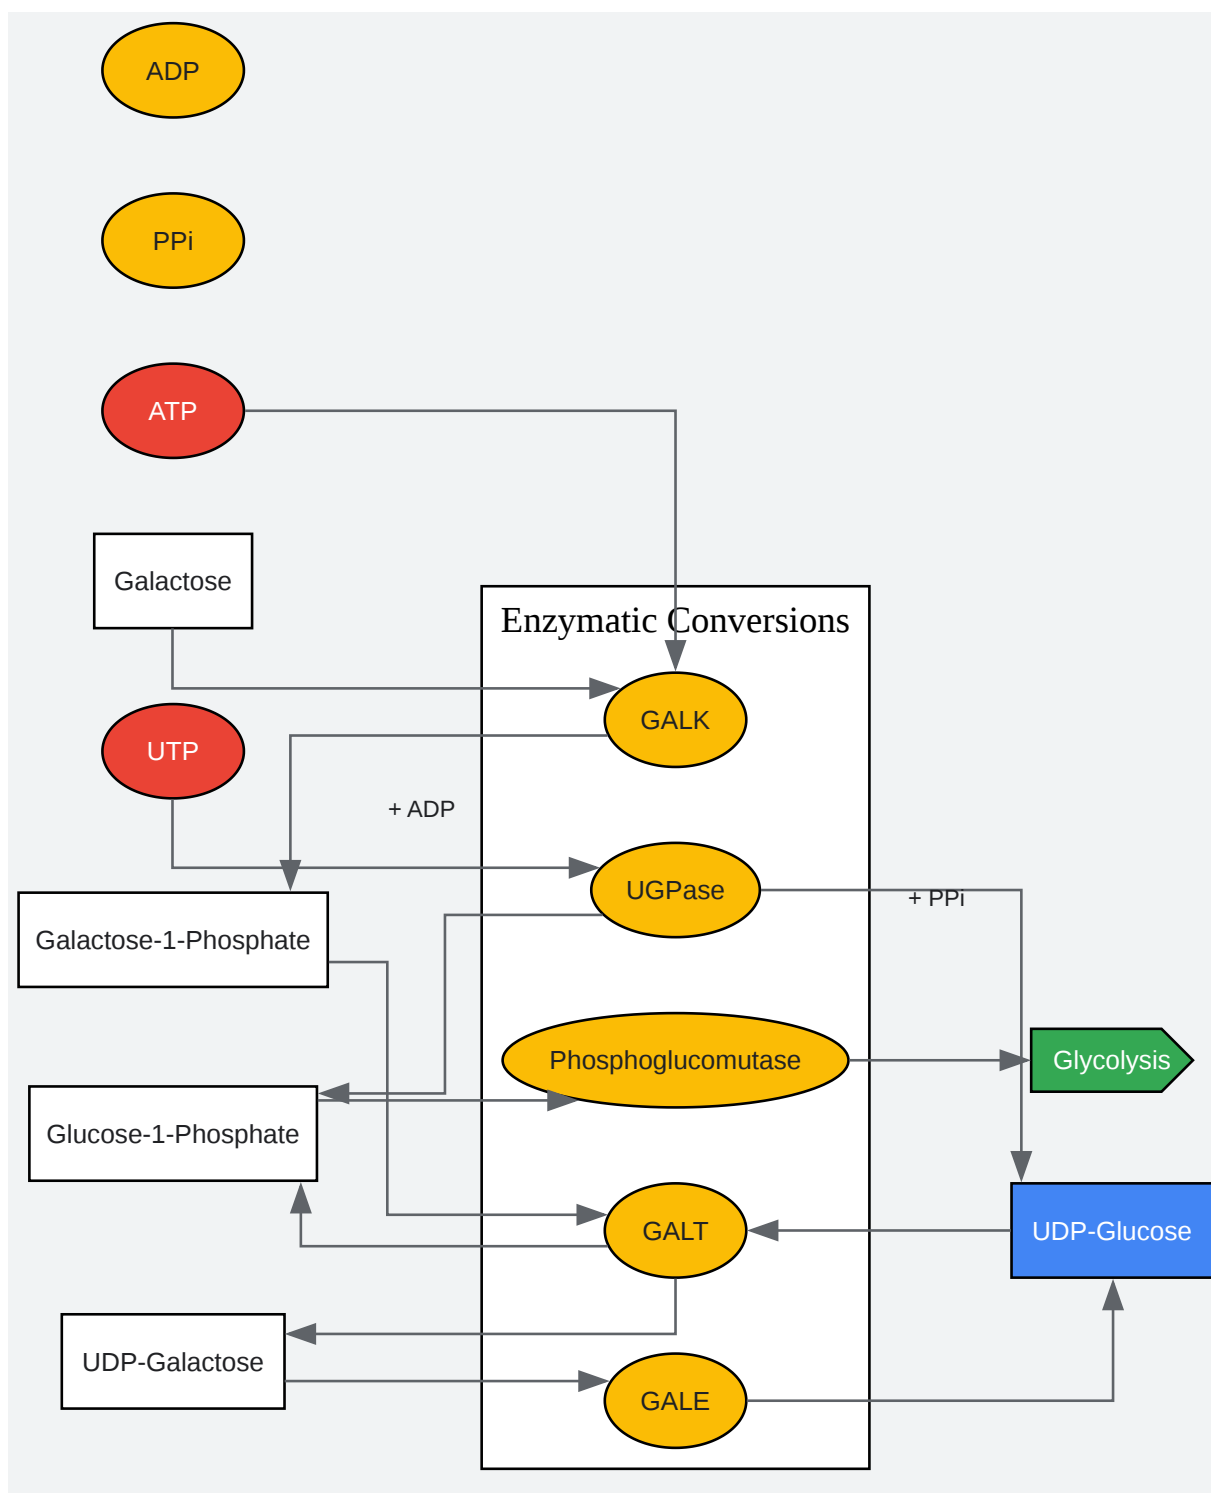 ADP
PPi
ATP
Galactose
Enzymatic Conversions
GALK
UTP
+ ADP
UGPase
+ PPi
Galactose-1-Phosphate
Phosphoglucomutase
Glycolysis
Glucose-1-Phosphate
GALT
UDP-Glucose
UDP-Galactose
GALE